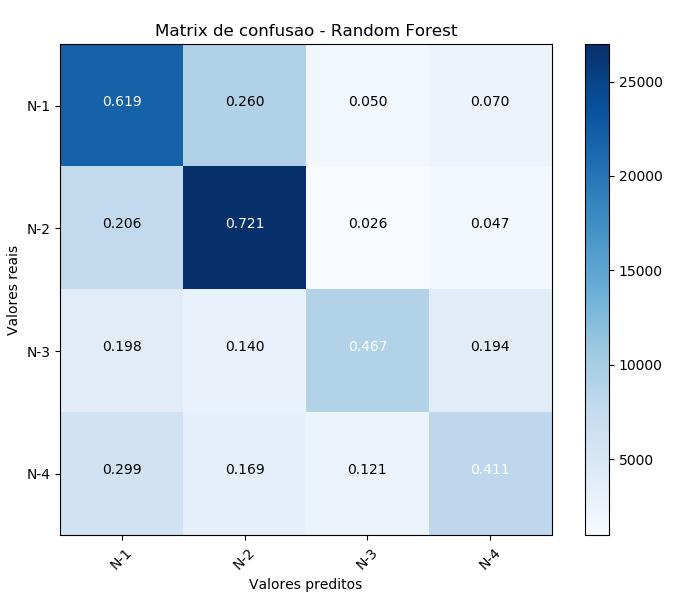 Matrix de confusao - Random Forest
N-1 0.619 0.260 0.050 0.070
N-2 0.206 0.721 0.026 0.047
N-3 0.198 0.140 0.467 0.194
N-4 0.299 0.169 0.121 0.411
N-1 N-2 N-3 N-4
Valores preditos
Valores reais
25000
20000
15000
10000
5000